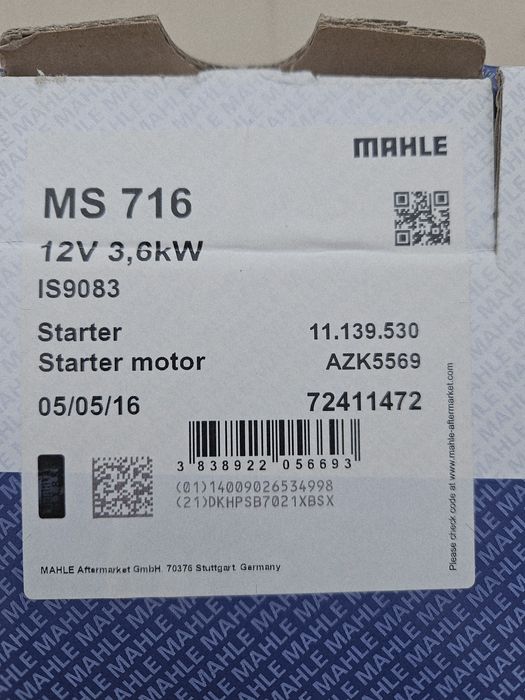 MAHLE
MS 716
12V 3,6kW
IS9083
Starter 11.139.530
Starter motor AZK5569
05/05/16 72411472
3 838922 056693
(01)14009026534998
(21)DKHPSB7021XBSX
MAHLE Aftermarket GmbH. 70376 Stuttgart. Germany
Please check code at www.mahle-aftermarket.com